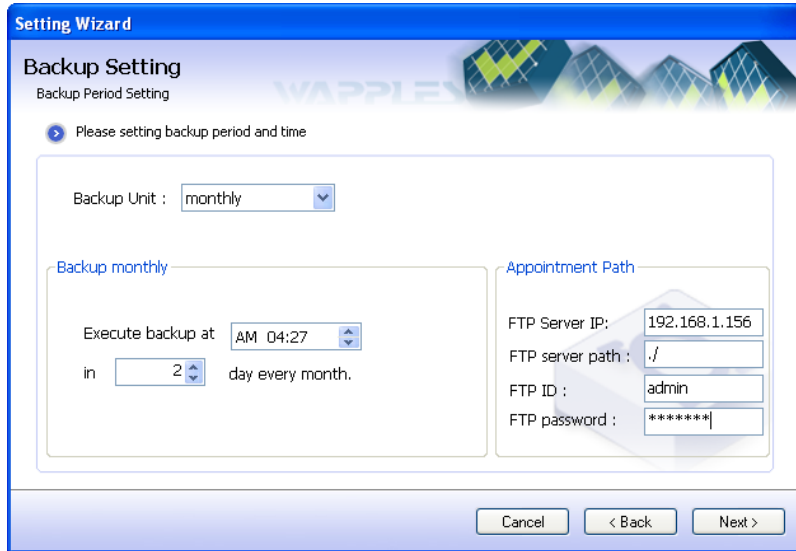 Setting Wizard
Backup Setting
Backup Period Setting
WAPPLES
Please setting backup period and time
Backup Unit : monthly
Backup monthly
Execute backup at AM 04:27
in 2 day every month.
Appointment Path
FTP Server IP: 192.168.1.156
FTP server path : ./
FTP ID : admin
FTP password : *******
Cancel < Back Next >